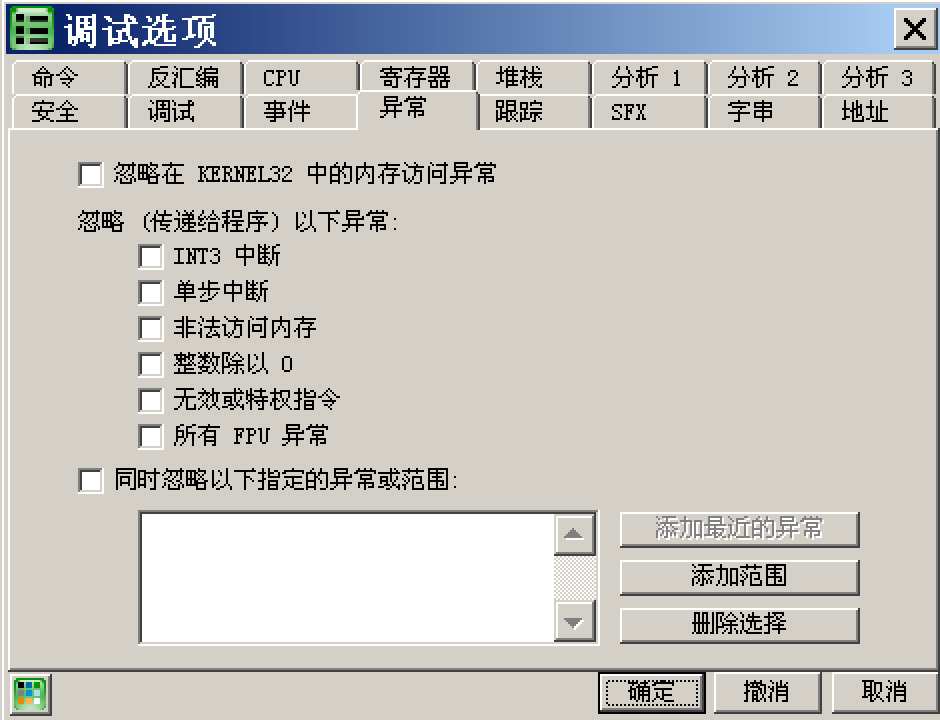 调试选项
命令 反汇编 CPU 寄存器 堆栈 分析 1 分析 2 分析 3
安全 调试 事件 异常 跟踪 SFX 字串 地址
忽略在 KERNEL32 中的内存访问异常
忽略 (传递给程序) 以下异常:
INT3 中断
单步中断
非法访问内存
整数除以 0
无效或特权指令
所有 FPU 异常
同时忽略以下指定的异常或范围:
添加最近的异常
添加范围
删除选择
确定 撤消 取消